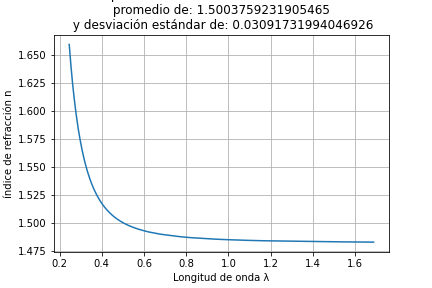 promedio de: 1.5003759231905465
y desviación estándar de: 0.03091731994046926
1.650
1.625
1.600
1.575
1.550
1.525
1.500
1.475
índice de refracción n
0.2 0.4 0.6 0.8 1.0 1.2 1.4 1.6
Longitud de onda λ